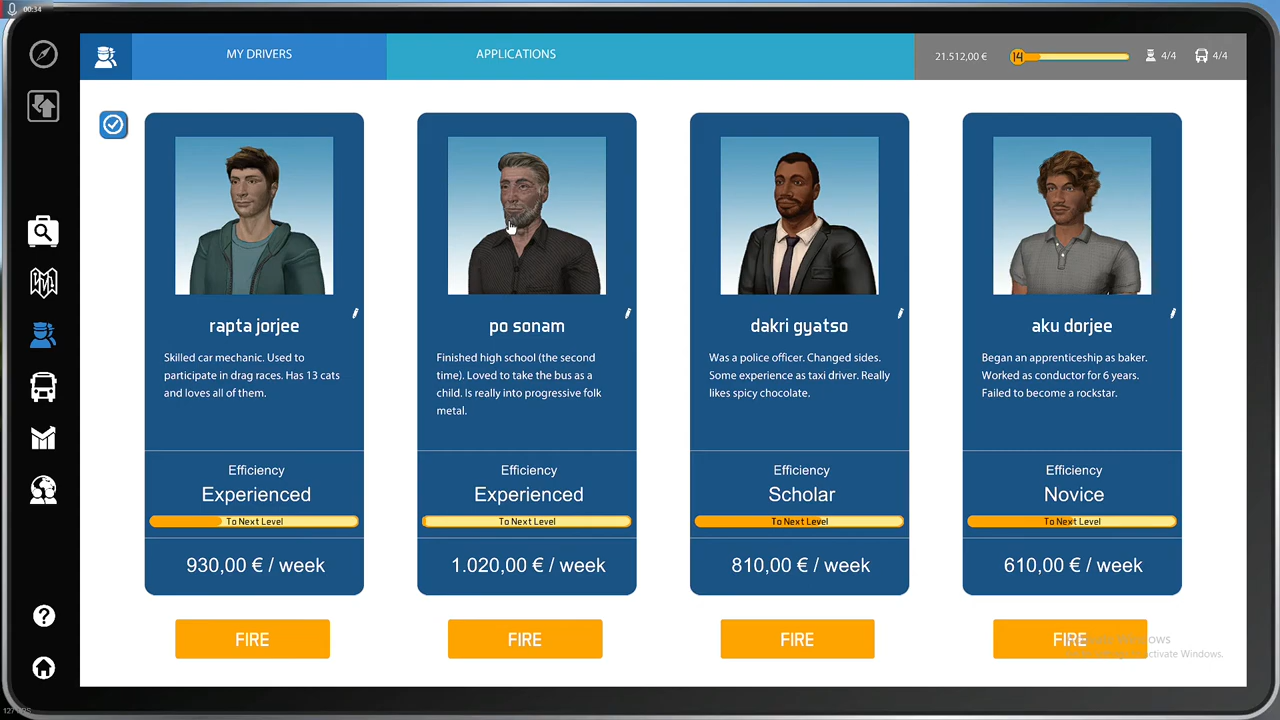 00:34
MY DRIVERS
APPLICATIONS
21.512,00 €
14
4/4
4/4
rapta jorjee
Skilled car mechanic. Used to
participate in drag races. Has 13 cats
and loves all of them.
Efficiency
Experienced
To Next Level
930,00 € / week
FIRE
po sonam
Finished high school (the second
time). Loved to take the bus as a
child. Is really into progressive folk
metal.
Efficiency
Experienced
To Next Level
1.020,00 € / week
FIRE
dakri gyatso
Was a police officer. Changed sides.
Some experience as taxi driver. Really
likes spicy chocolate.
Efficiency
Scholar
To Next Level
810,00 € / week
FIRE
aku dorjee
Began an apprenticeship as baker.
Worked as conductor for 6 years.
Failed to become a rockstar.
Efficiency
Novice
To Next Level
610,00 € / week
FIRE
Windows
Activate Windows.